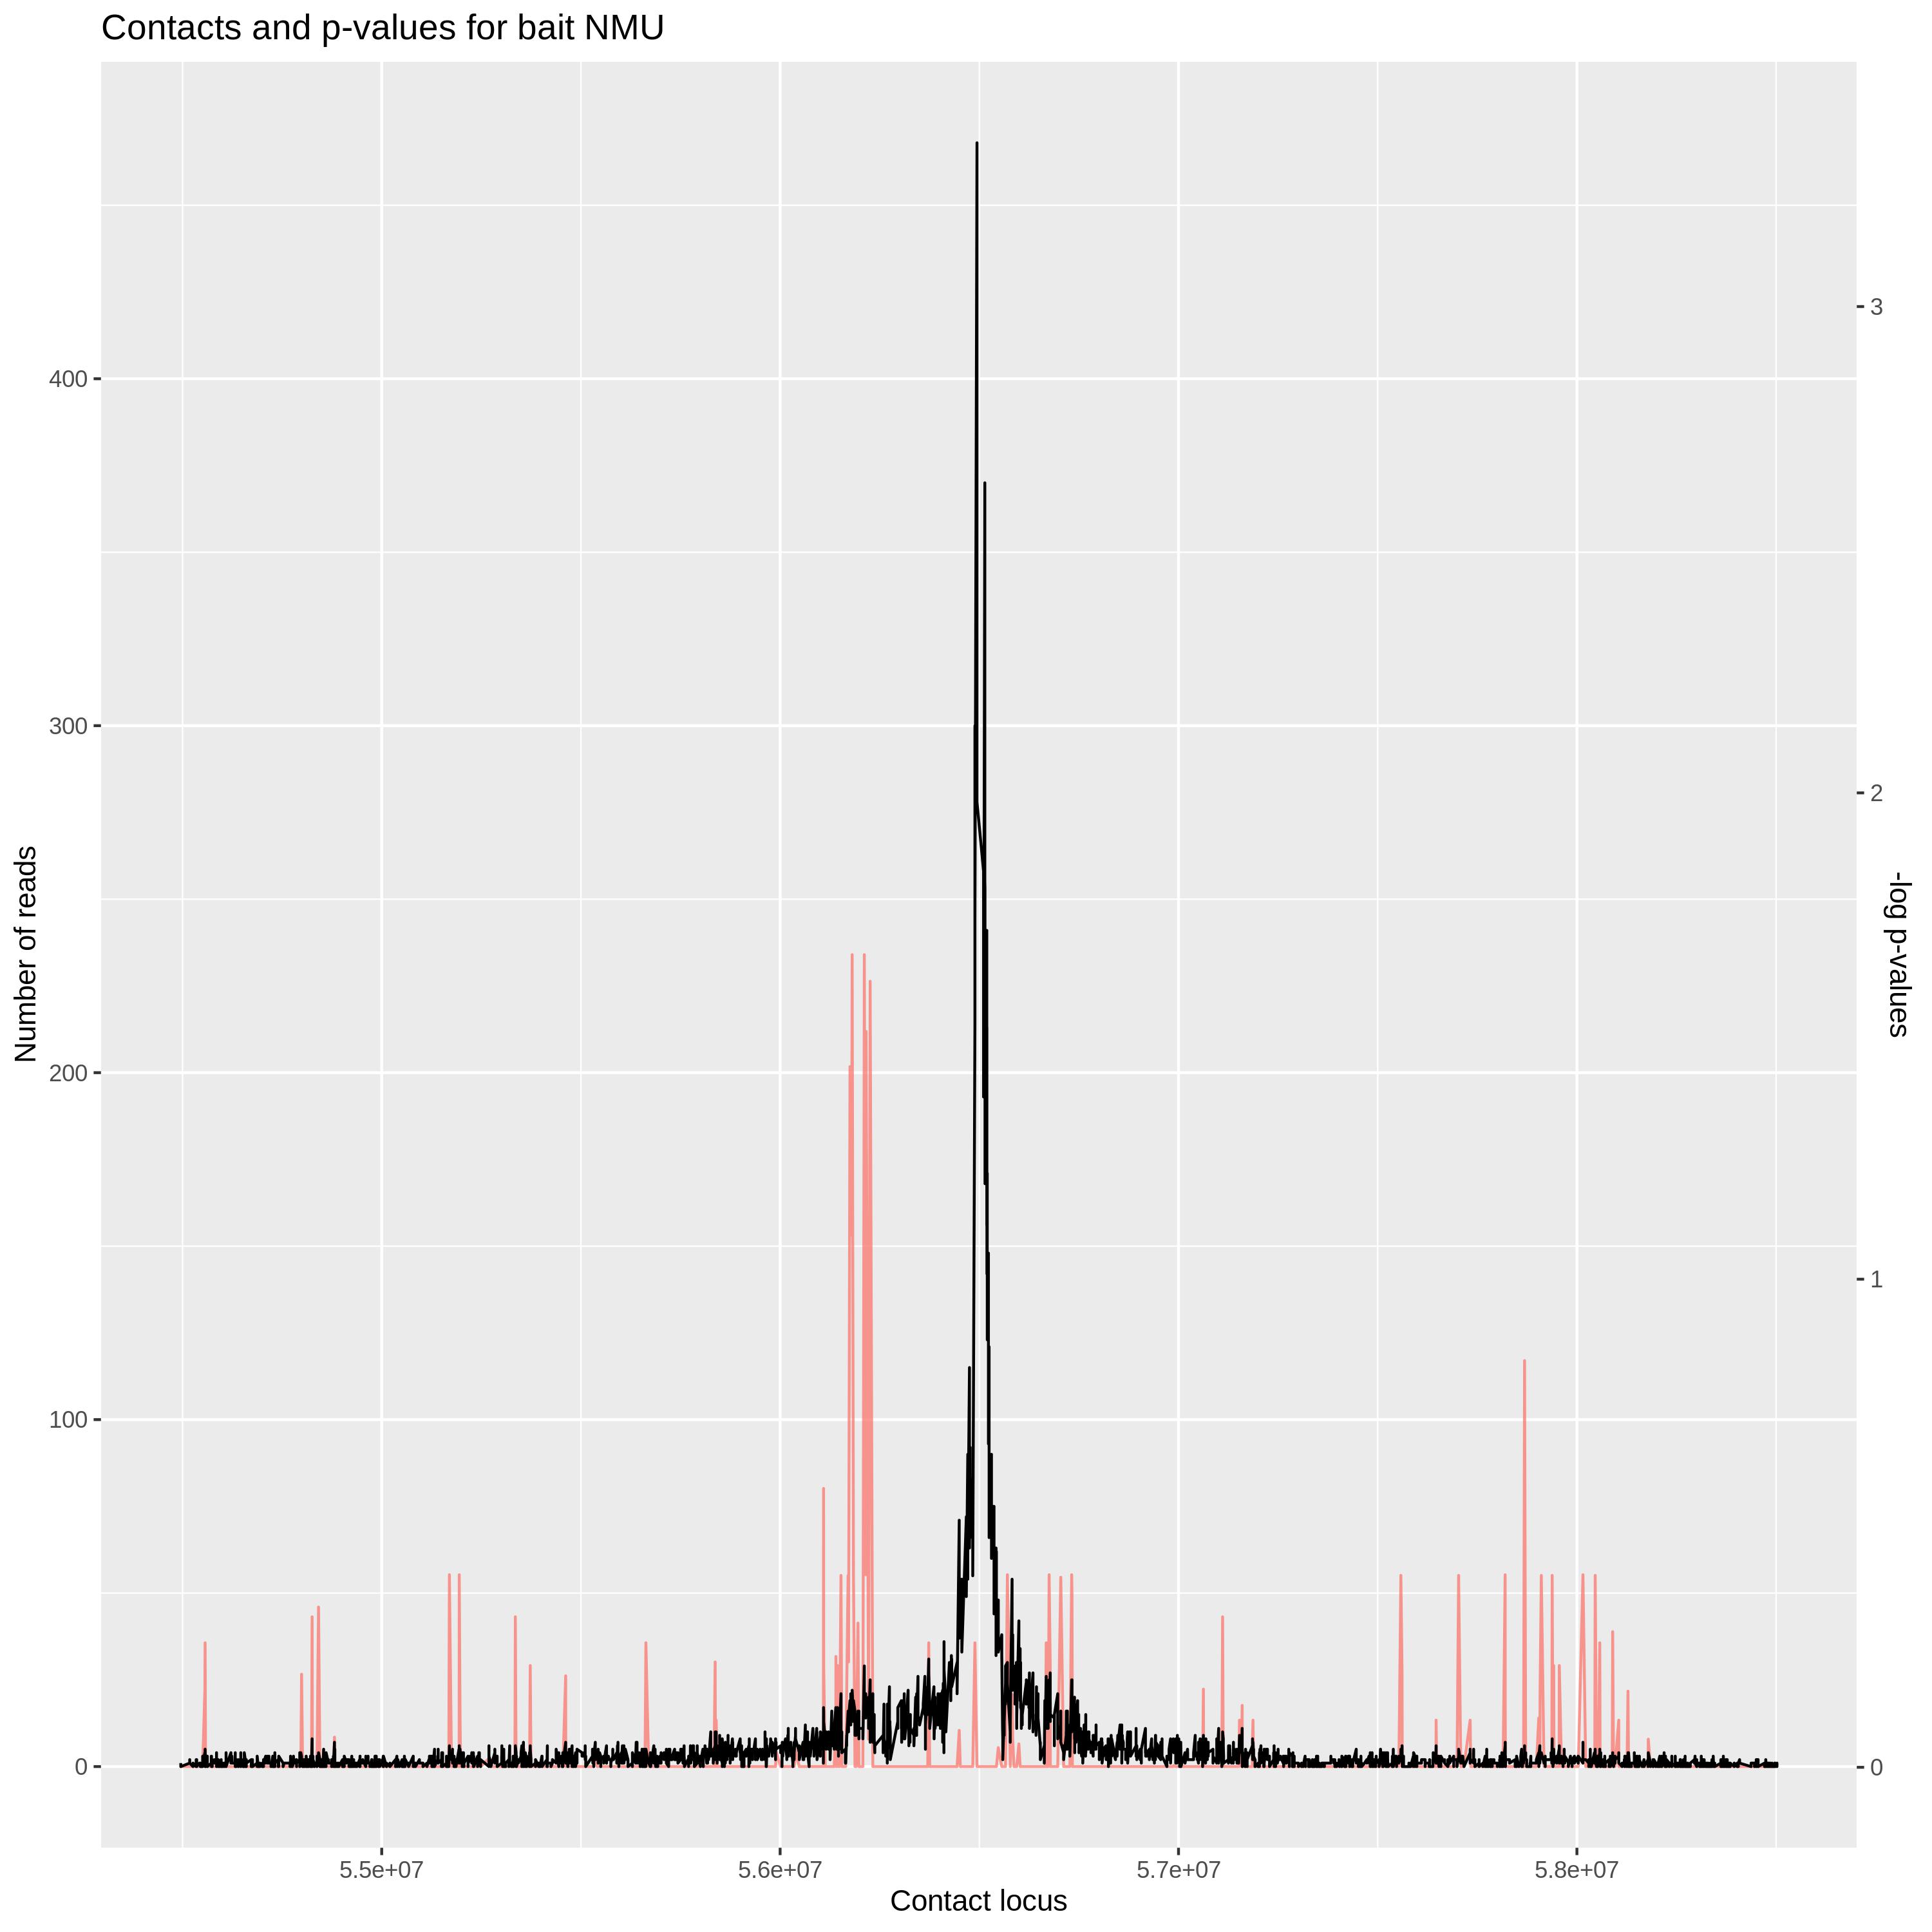 Contacts and p-values for bait NMU
400
300
200
100
0
Number of reads
3
2
1
0
-log p-values
5.5e+07
5.6e+07
5.7e+07
5.8e+07
Contact locus